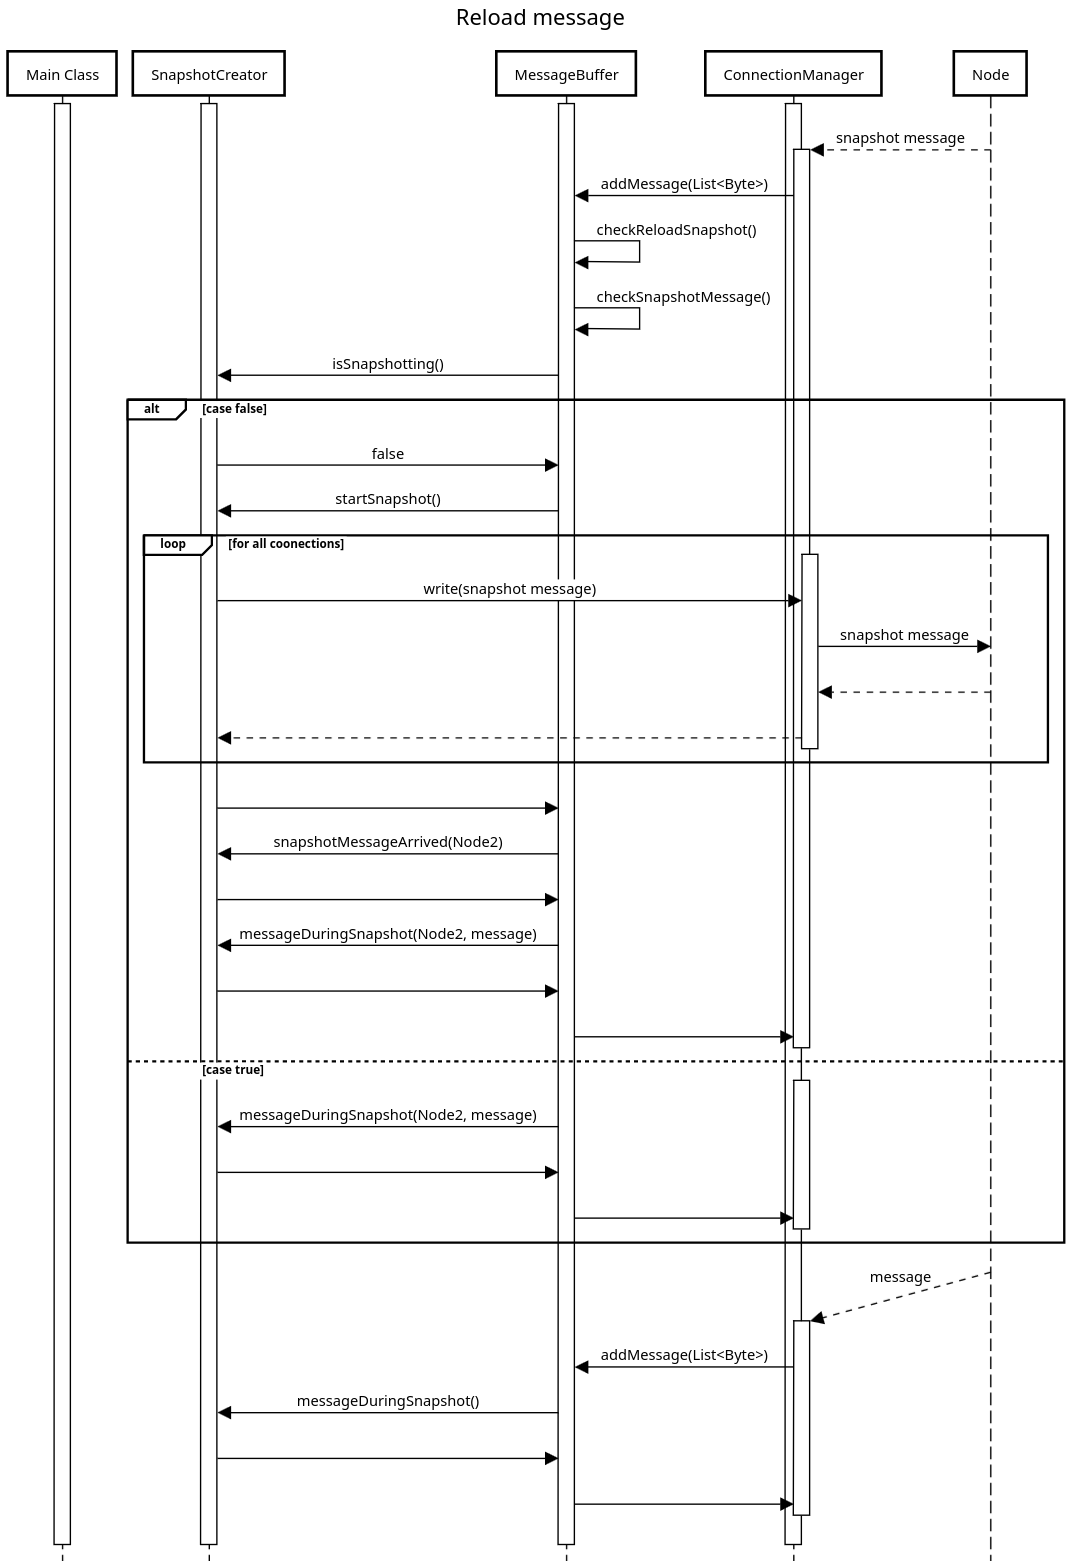 Reload message
Main Class
SnapshotCreator
MessageBuffer
ConnectionManager
Node
snapshot message
addMessage(List<Byte>)
checkReloadSnapshot()
checkSnapshotMessage()
isSnapshotting()
alt [case false]
false
startSnapshot()
loop [for all coonections]
write(snapshot message)
snapshot message
snapshotMessageArrived(Node2)
messageDuringSnapshot(Node2, message)
[case true]
messageDuringSnapshot(Node2, message)
message
addMessage(List<Byte>)
messageDuringSnapshot()